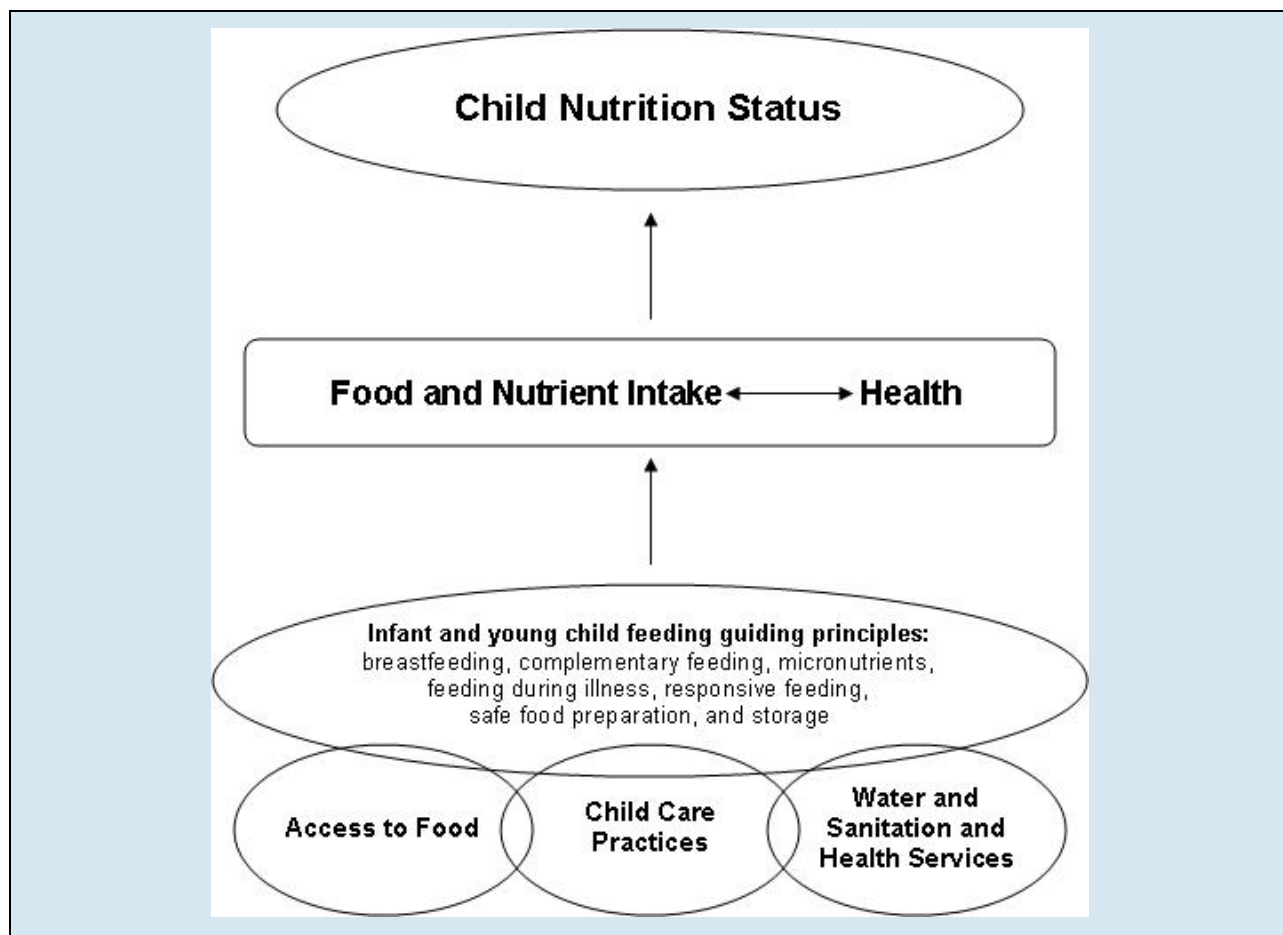 Child Nutrition Status
Food and Nutrient Intake Health
Infant and young child feeding guiding principles:
breastfeeding, complementary feeding, micronutrients,
feeding during illness, responsive feeding,
safe food preparation, and storage
Access to Food
Child Care
Practices
Water and
Sanitation and
Health Services